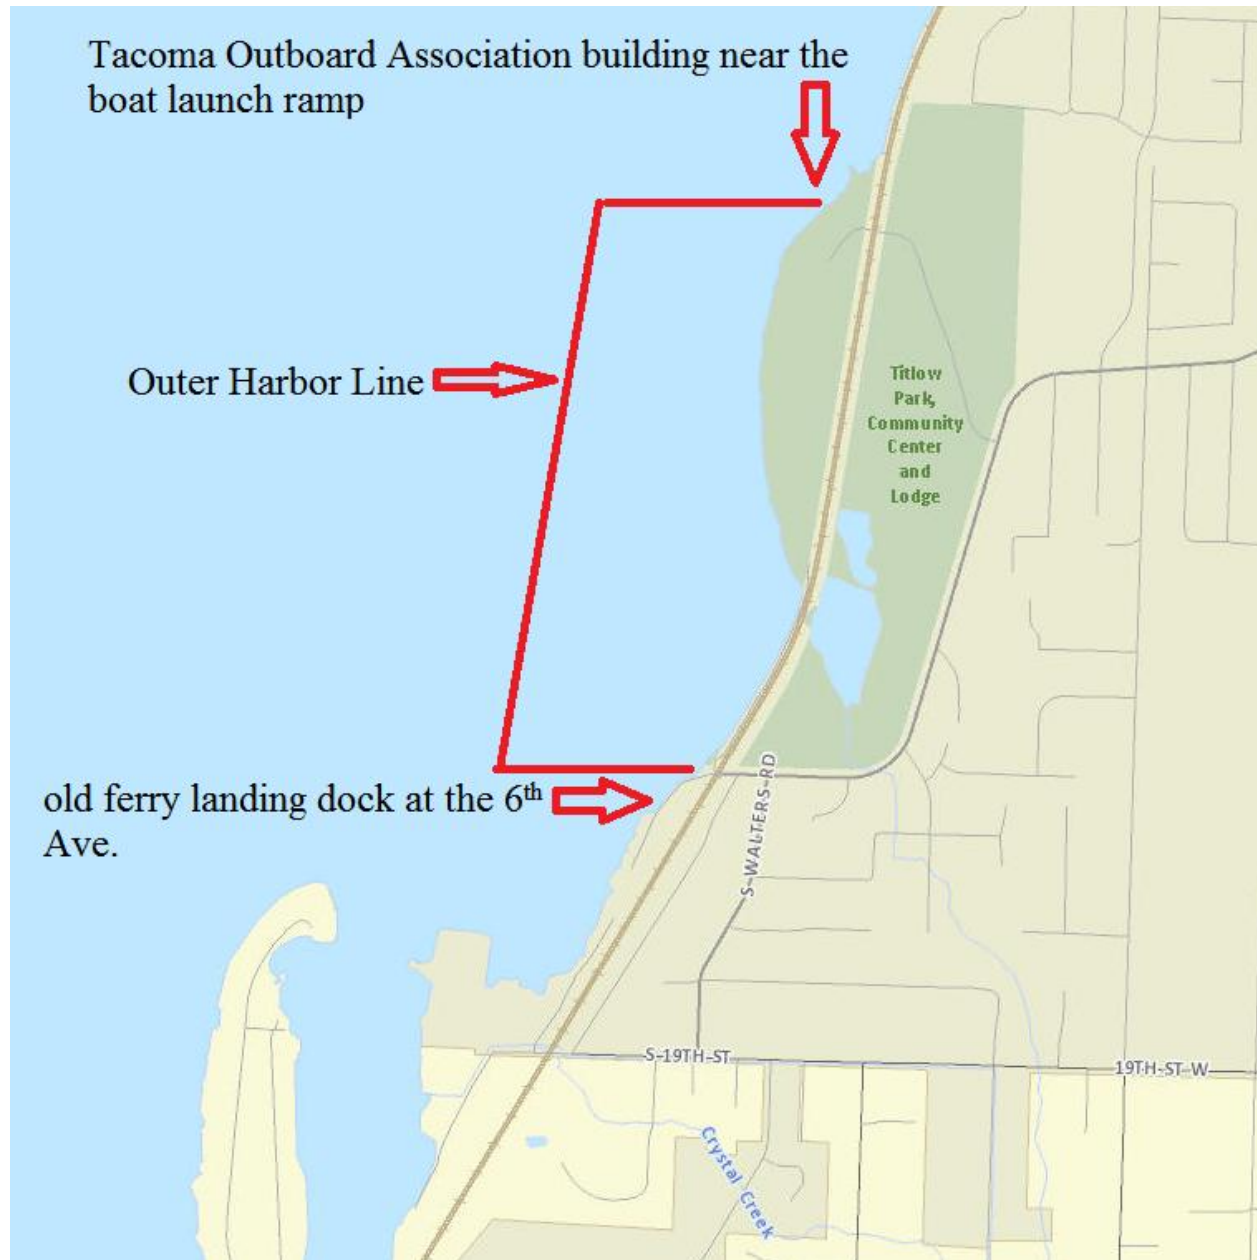 Tacoma Outboard Association building near the
boat launch ramp
Outer Harbor Line
Titlow
Park,
Community
Center
and
Lodge
old ferry landing dock at the 6th
Ave.
S-WALTERS-RD
S-19TH-ST
19TH-ST W
Crystal Creek